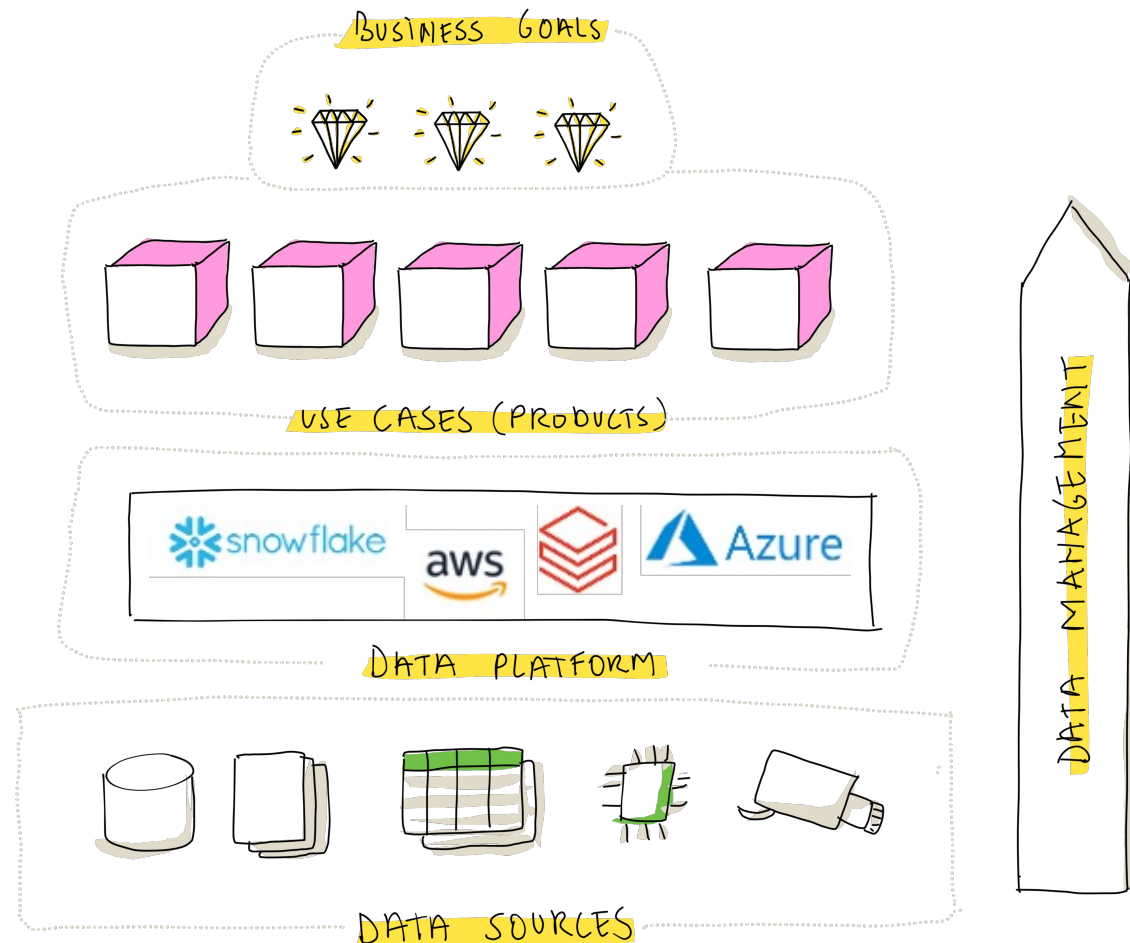 BUSINESS GOALS
USE CASES (PRODUCTS)
snowflake
aws
Azure
DATA PLATFORM
DATA SOURCES
DATA MANAGEMENT